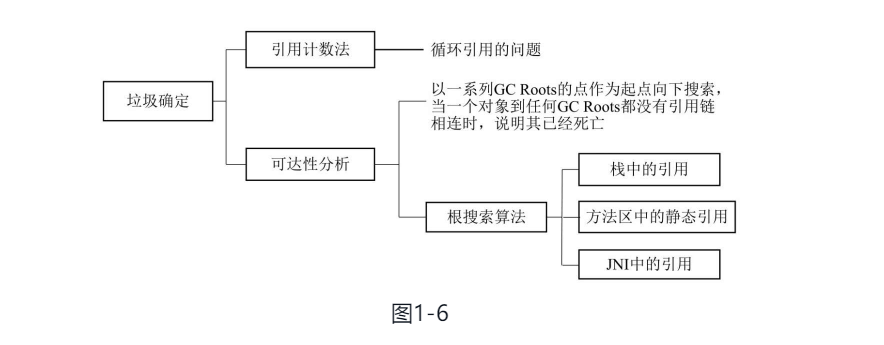 引用计数法
循环引用的问题
垃圾确定
以一系列GC Roots的点作为起点向下搜索，
当一个对象到任何GC Roots都没有引用链
相连时，说明其已经死亡
可达性分析
栈中的引用
根搜索算法
方法区中的静态引用
JNI中的引用
图1-6